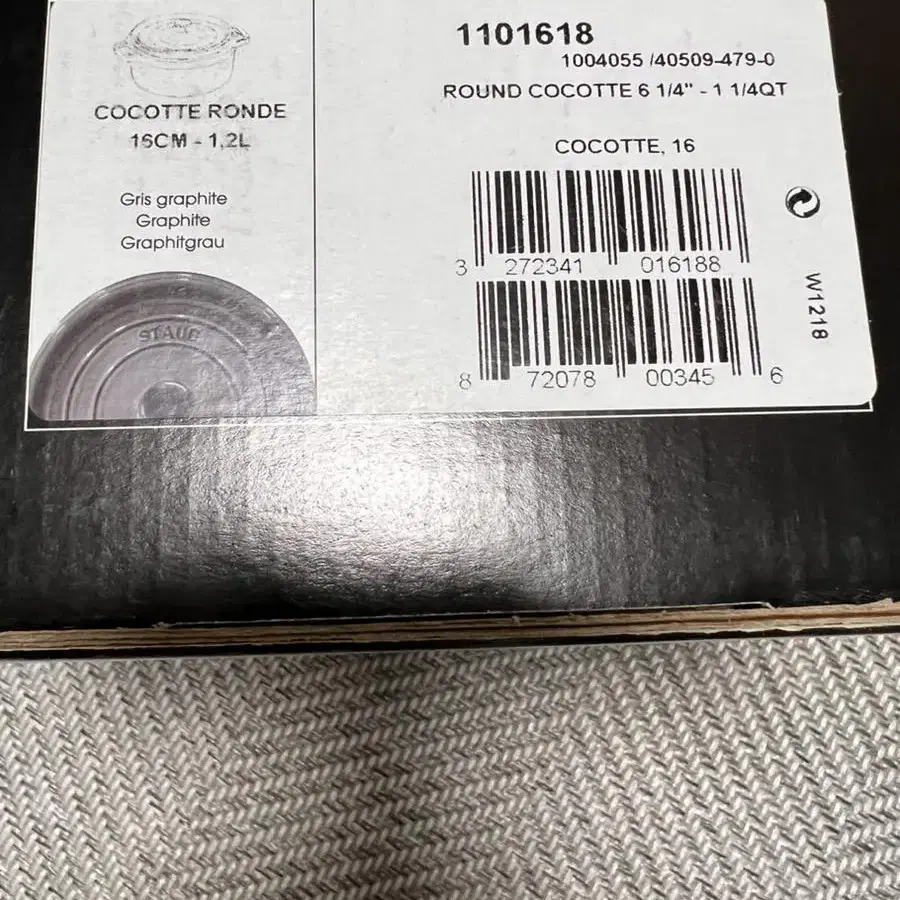 COCOTTE RONDE
16CM - 1,2L
Gris graphite
Graphite
Graphitgrau
STAUB
1101618
1004055 /40509-479-0
ROUND COCOTTE 6 1/4" - 1 1/4QT
COCOTTE, 16
3 272341 016188
8 72078 00345 6
W1218